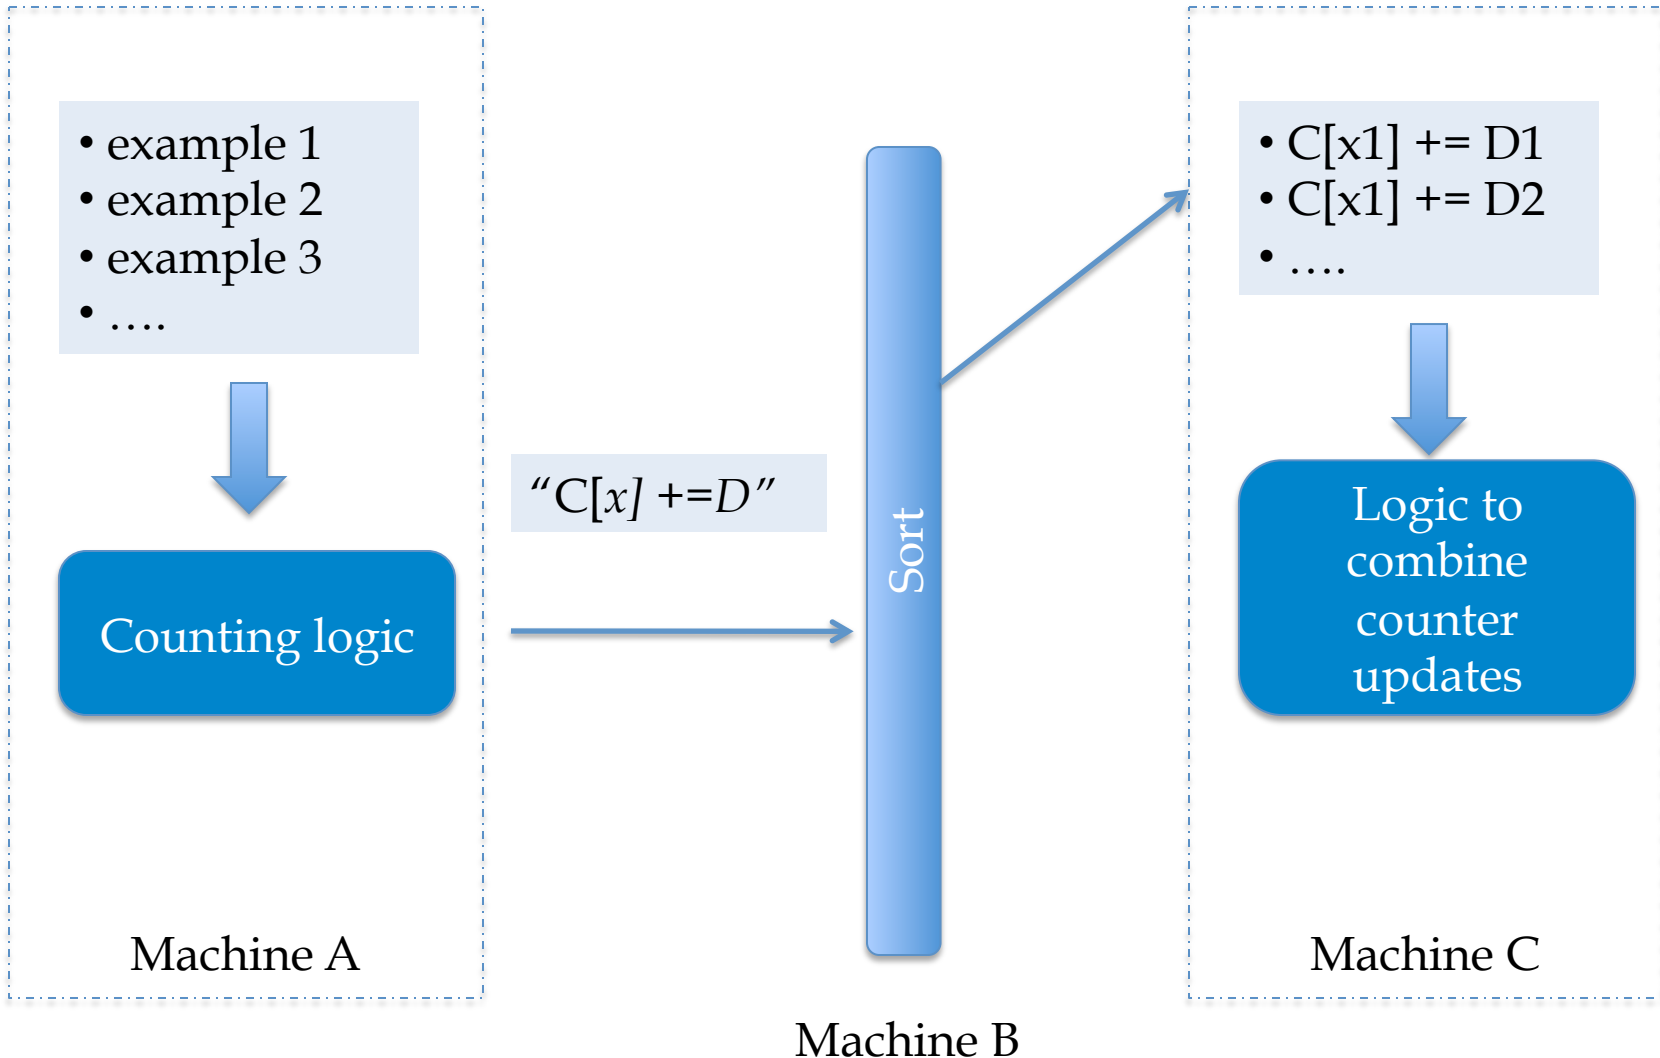 • example 1
• example 2
• example 3
• ….
Counting logic
Machine A
“C[x] +=D”
Sort
Machine B
• C[x1] += D1
• C[x1] += D2
• ….
Logic to
combine
counter
updates
Machine C